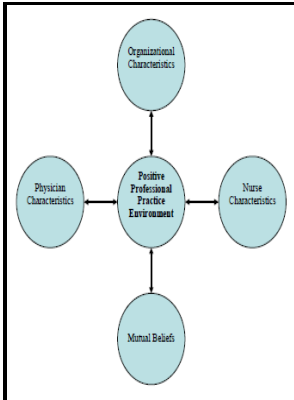 Organizational
Characteristics
Physician
Characteristics
Positive
Professional
Practice
Environment
Nurse
Characteristics
Mutual Beliefs